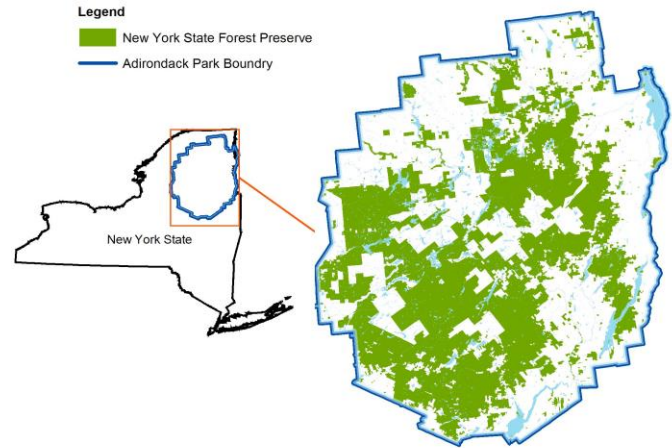 Legend
New York State Forest Preserve
Adirondack Park Boundry
New York State